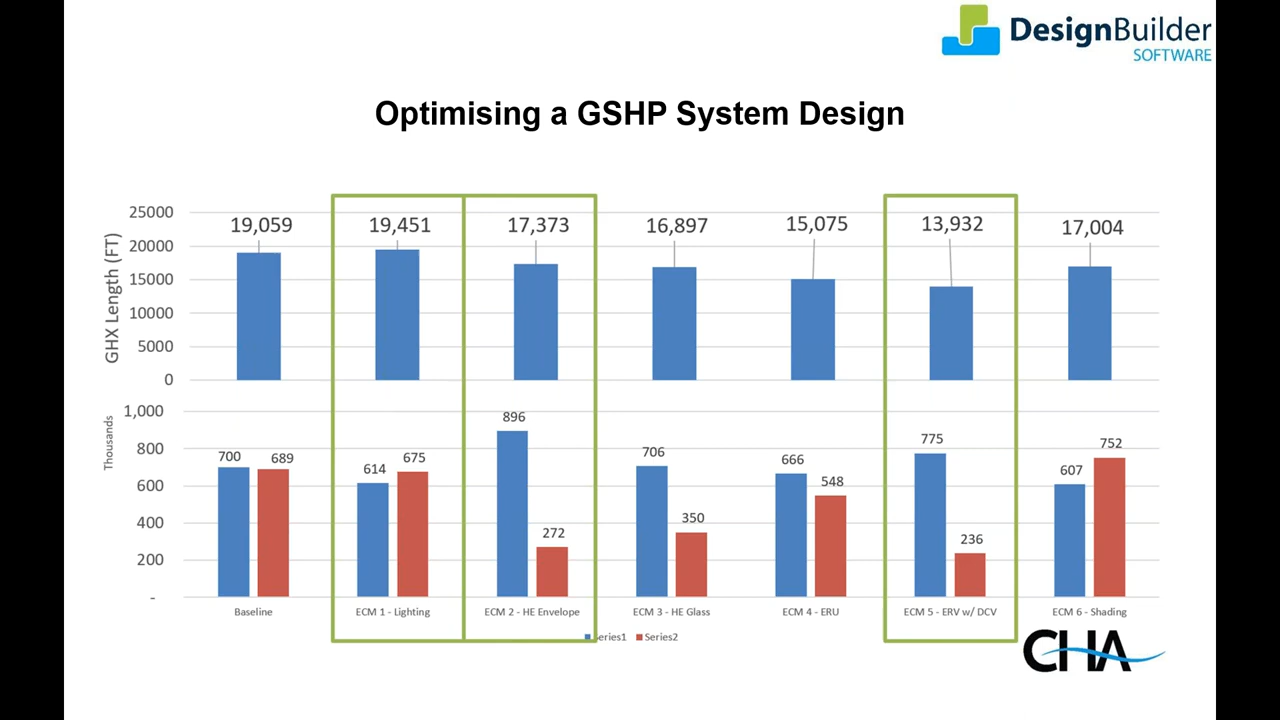 DesignBuilder
SOFTWARE
Optimising a GSHP System Design
GHX Length (FT)
25000
20000
15000
10000
5000
0
19,059
19,451
17,373
16,897
15,075
13,932
17,004
Thousands
1,000
800
600
400
200
-
700
689
614
675
896
272
706
350
666
548
775
236
607
752
Baseline
ECM 1 - Lighting
ECM 2 - HE Envelope
ECM 3 - HE Glass
ECM 4 - ERU
ECM 5 - ERV w/ DCV
ECM 6 - Shading
Series1
Series2
CHA